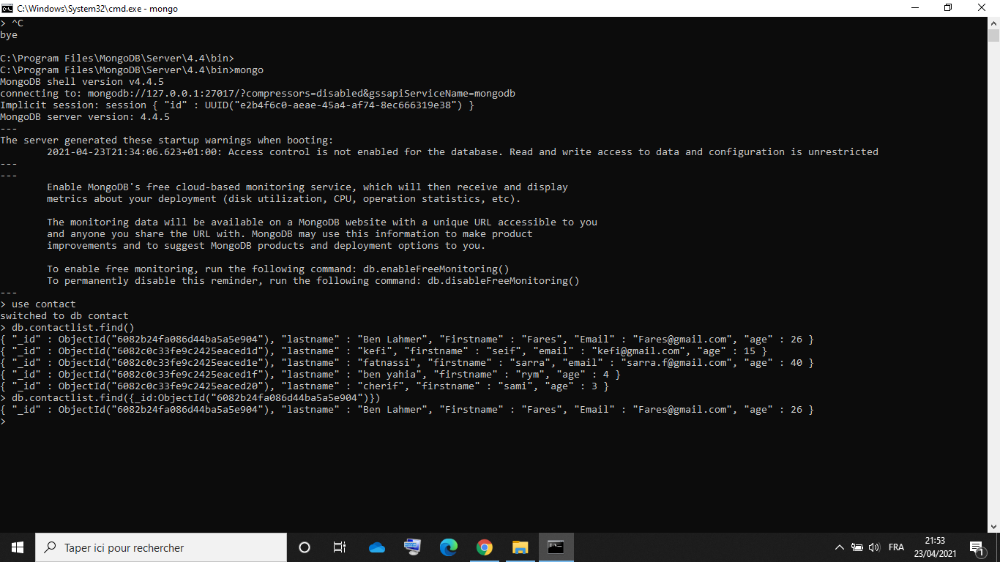 C:\Windows\System32\cmd.exe - mongo
> ^C
bye
C:\Program Files\MongoDB\Server\4.4\bin>
C:\Program Files\MongoDB\Server\4.4\bin>mongo
MongoDB shell version v4.4.5
connecting to: mongodb://127.0.0.1:27017/?compressors=disabled&gssapiServiceName=mongodb
Implicit session: session { "id" : UUID("e2b4f6c0-aeae-45a4-af74-8ec666319e38") }
MongoDB server version: 4.4.5
---
The server generated these startup warnings when booting:
        2021-04-23T21:34:06.623+01:00: Access control is not enabled for the database. Read and write access to data and configuration is unrestricted
---
---
        Enable MongoDB's free cloud-based monitoring service, which will then receive and display
        metrics about your deployment (disk utilization, CPU, operation statistics, etc).
        The monitoring data will be available on a MongoDB website with a unique URL accessible to you
        and anyone you share the URL with. MongoDB may use this information to make product
        improvements and to suggest MongoDB products and deployment options to you.
        To enable free monitoring, run the following command: db.enableFreeMonitoring()
        To permanently disable this reminder, run the following command: db.disableFreeMonitoring()
---
> use contact
switched to db contact
> db.contactlist.find()
{ "_id" : ObjectId("6082b24fa086d44ba5a5e904"), "lastname" : "Ben Lahmer", "Firstname" : "Fares", "Email" : "Fares@gmail.com", "age" : 26 }
{ "_id" : ObjectId("6082c0c33fe9c2425eaced1d"), "lastname" : "kefi", "firstname" : "seif", "email" : "kefi@gmail.com", "age" : 15 }
{ "_id" : ObjectId("6082c0c33fe9c2425eaced1e"), "lastname" : "fatnassi", "firstname" : "sarra", "email" : "sarra.f@gmail.com", "age" : 40 }
{ "_id" : ObjectId("6082c0c33fe9c2425eaced1f"), "lastname" : "ben yahia", "firstname" : "rym", "age" : 4 }
{ "_id" : ObjectId("6082c0c33fe9c2425eaced20"), "lastname" : "cherif", "firstname" : "sami", "age" : 3 }
> db.contactlist.find({_id:ObjectId("6082b24fa086d44ba5a5e904")})
{ "_id" : ObjectId("6082b24fa086d44ba5a5e904"), "lastname" : "Ben Lahmer", "Firstname" : "Fares", "Email" : "Fares@gmail.com", "age" : 26 }
>
Taper ici pour rechercher
FRA
21:53
23/04/2021
1